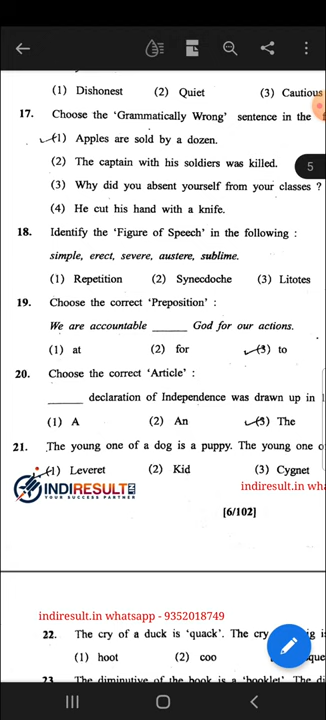 (1) Dishonest (2) Quiet (3) Cautious
17. Choose the ‘Grammatically Wrong’ sentence in the
(1) Apples are sold by a dozen.
(2) The captain with his soldiers was killed.
5
(3) Why did you absent yourself from your classes ?
(4) He cut his hand with a knife.
18. Identify the ‘Figure of Speech’ in the following :
simple, erect, severe, austere, sublime.
(1) Repetition (2) Synecdoche (3) Litotes
19. Choose the correct ‘Preposition’ :
We are accountable ______ God for our actions.
(1) at (2) for (3) to
20. Choose the correct ‘Article’ :
______ declaration of Independence was drawn up in
(1) A (2) An (3) The
21. The young one of a dog is a puppy. The young one
(1) Leveret (2) Kid (3) Cygnet
INDIRESULT.IN
YOUR SUCCESS PARTNER
indiresult.in wha
[6/102]
indiresult.in whatsapp - 9352018749
22. The cry of a duck is ‘quack’. The cry
(1) hoot (2) coo
23. The diminutive of the book is a ‘booklet’. The